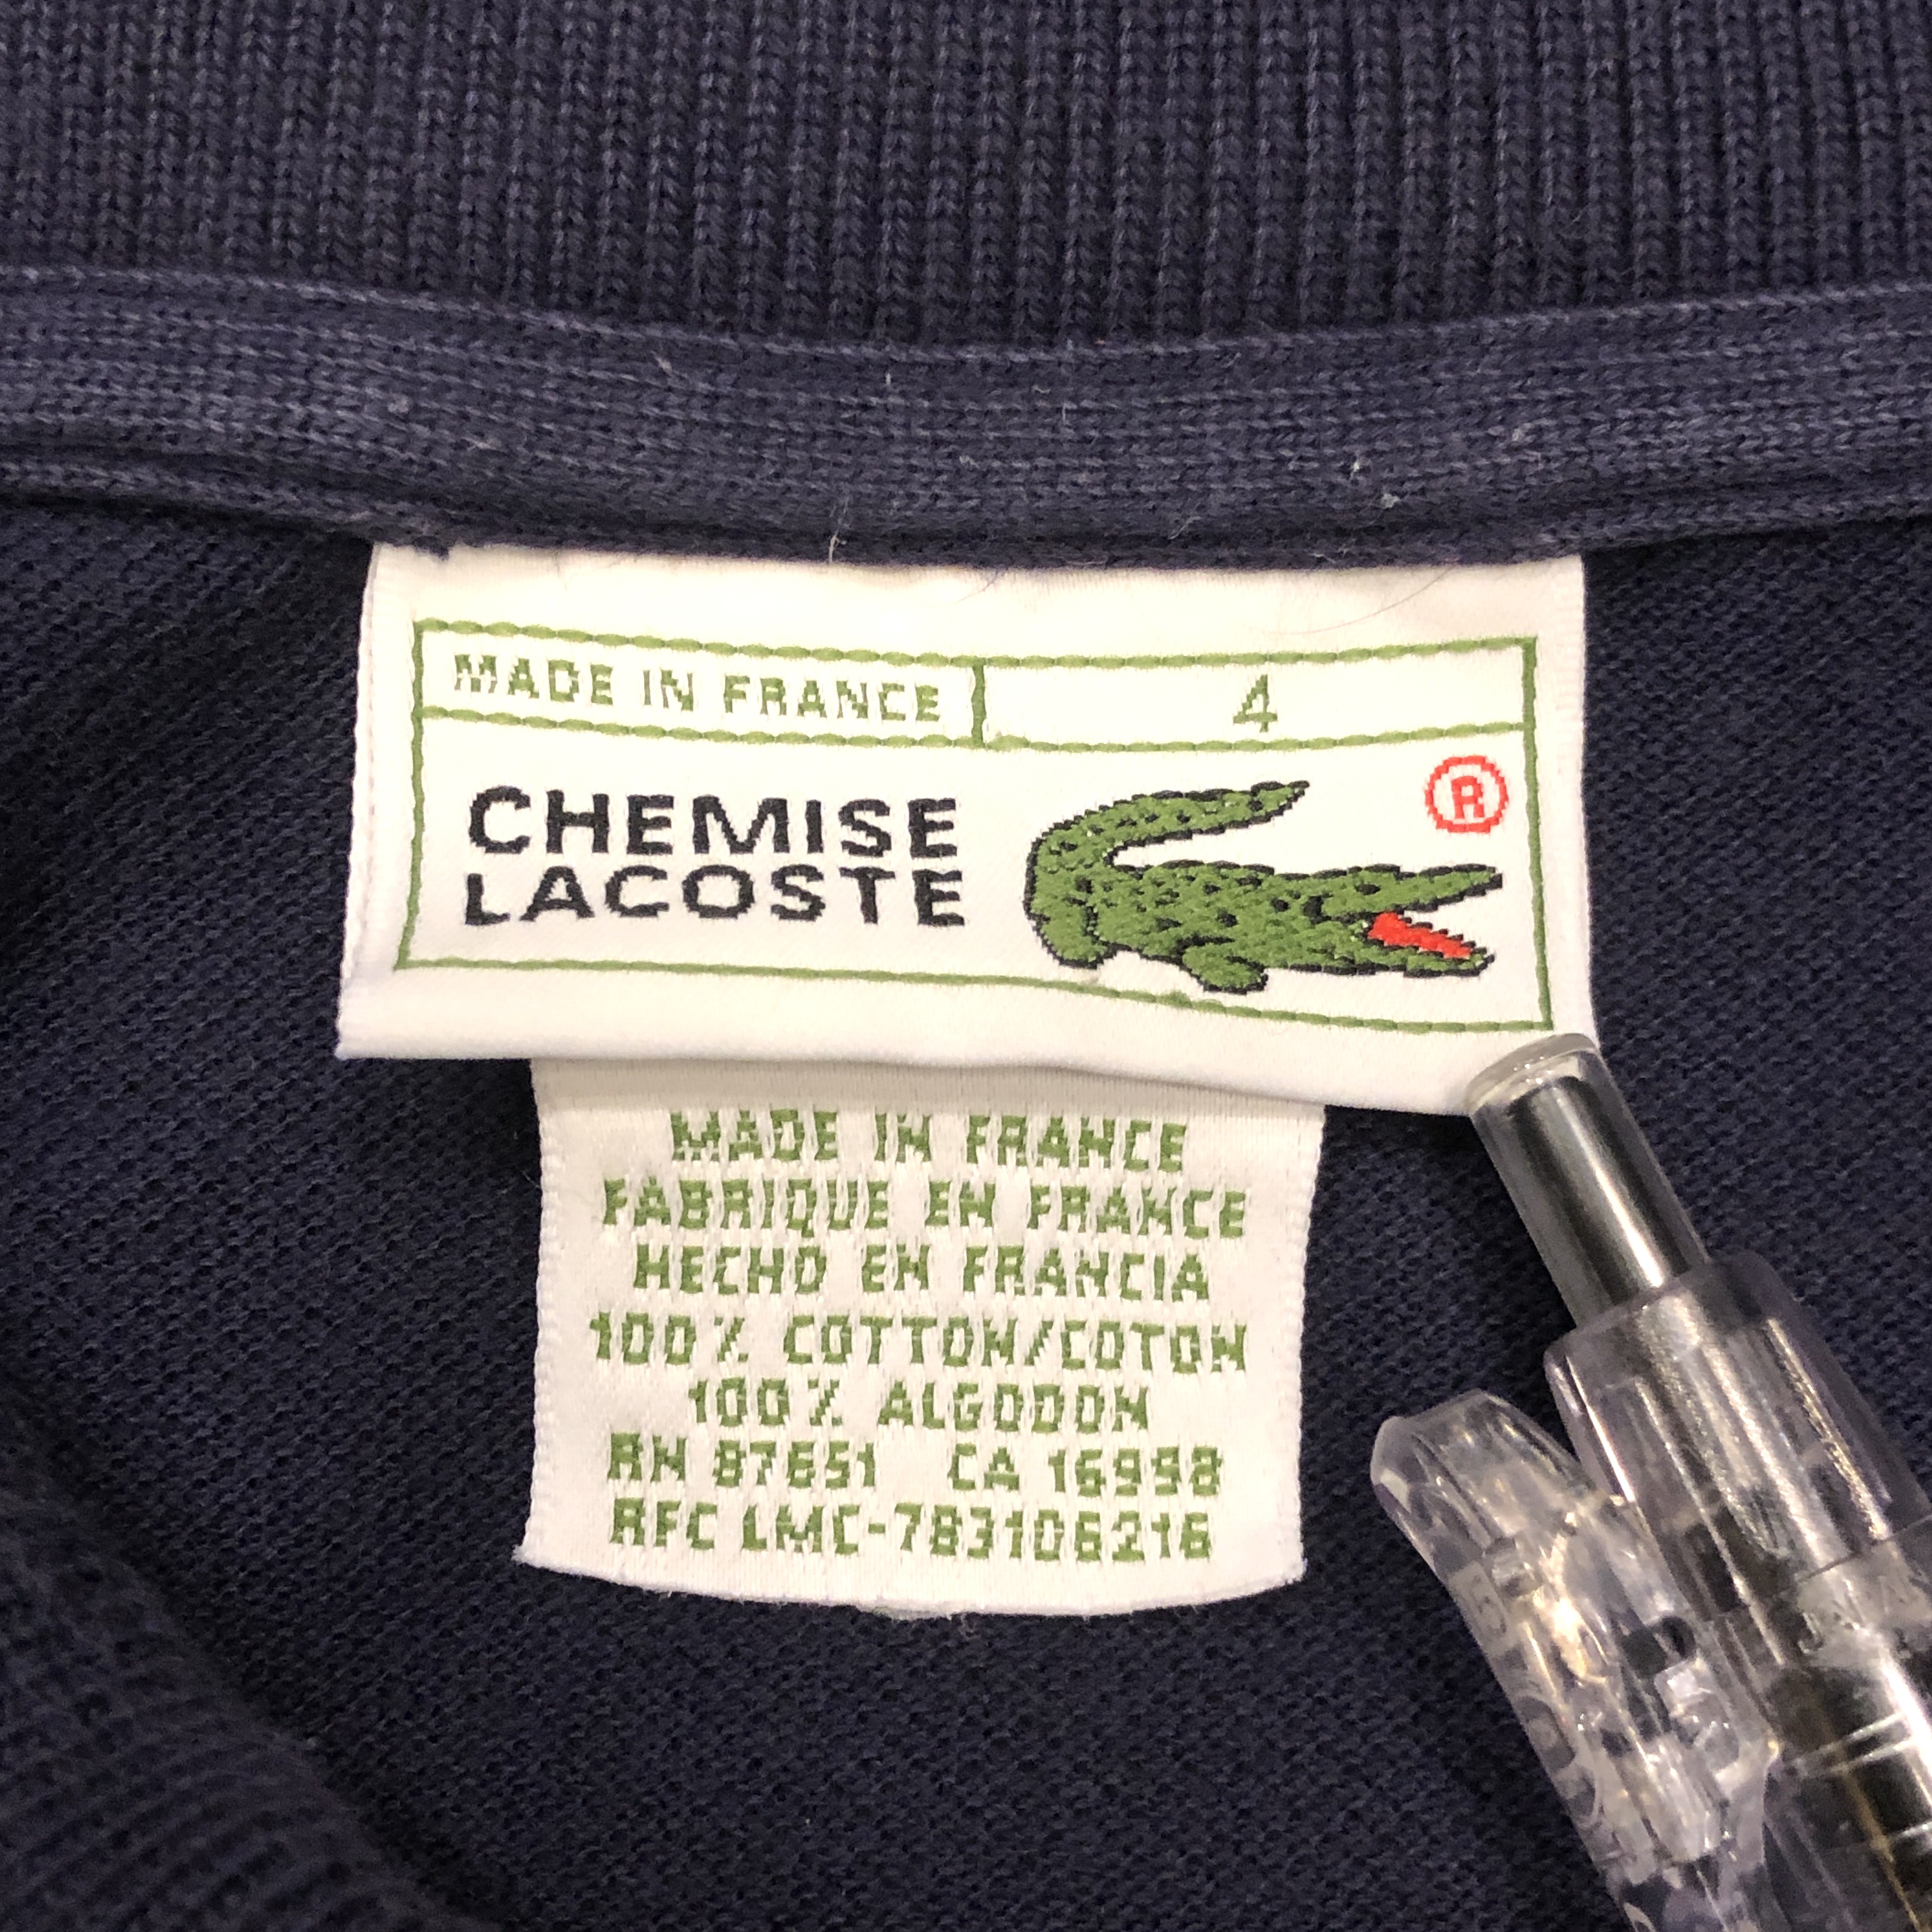 MADE IN FRANCE 4
CHEMISE
LACOSTE
®
MADE IN FRANCE
FABRIQUE EN FRANCE
HECHO EN FRANCIA
100% COTTON/COTON
100% ALGODON
RN 87651 CA 16998
RFC LMC-783106216